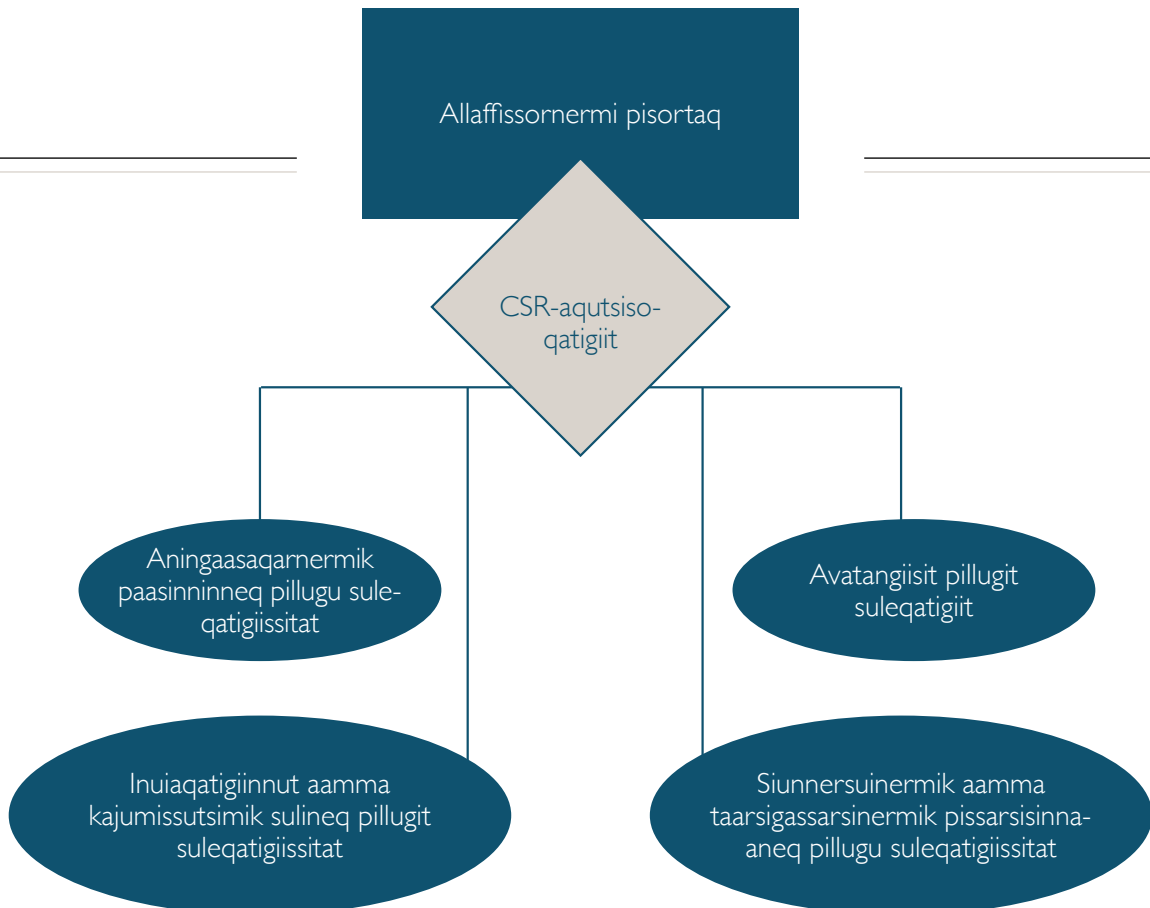 Allaffissornermi pisortaq
CSR-aqutsiso-
qatigiit
Aningaasaqarnermik
paasinninneq pillugu sule-
qatigiissitat
Avatangiisit pillugit
suleqatigiit
Inuiaqatigiinnut aamma
kajumissutsimik sulineq pillugit
suleqatigiissitat
Siunnersuinermik aamma
taarsigassarsinermik pissarsisinna-
aneq pillugu suleqatigiissitat